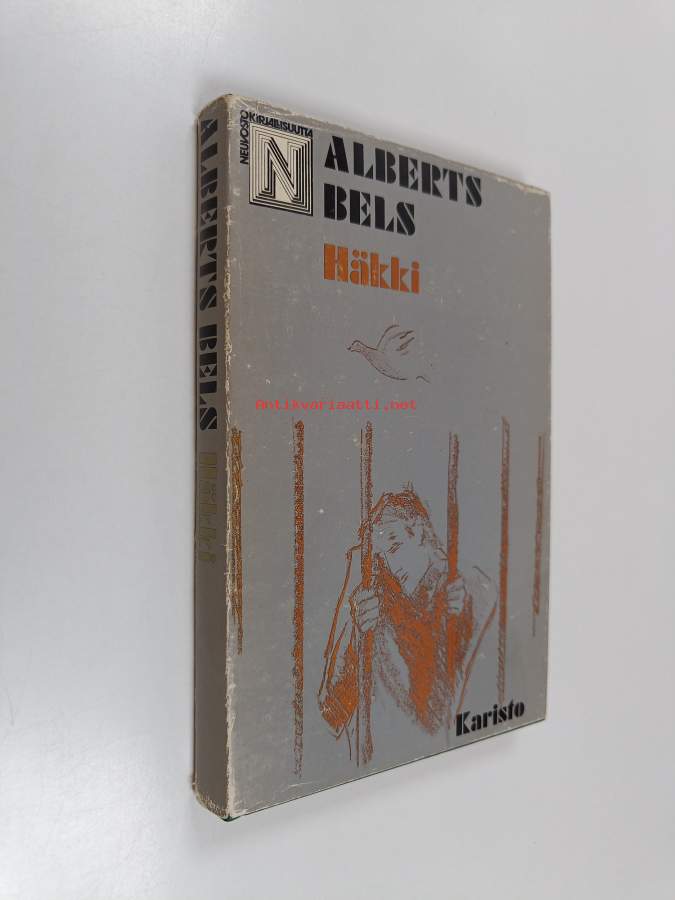 NEUVOSTOKIRJALLISUUTTA
N
ALBERTS
BELS
Häkki
Antikvariaatti.net
Karisto
ALBERTS BELS Häkki